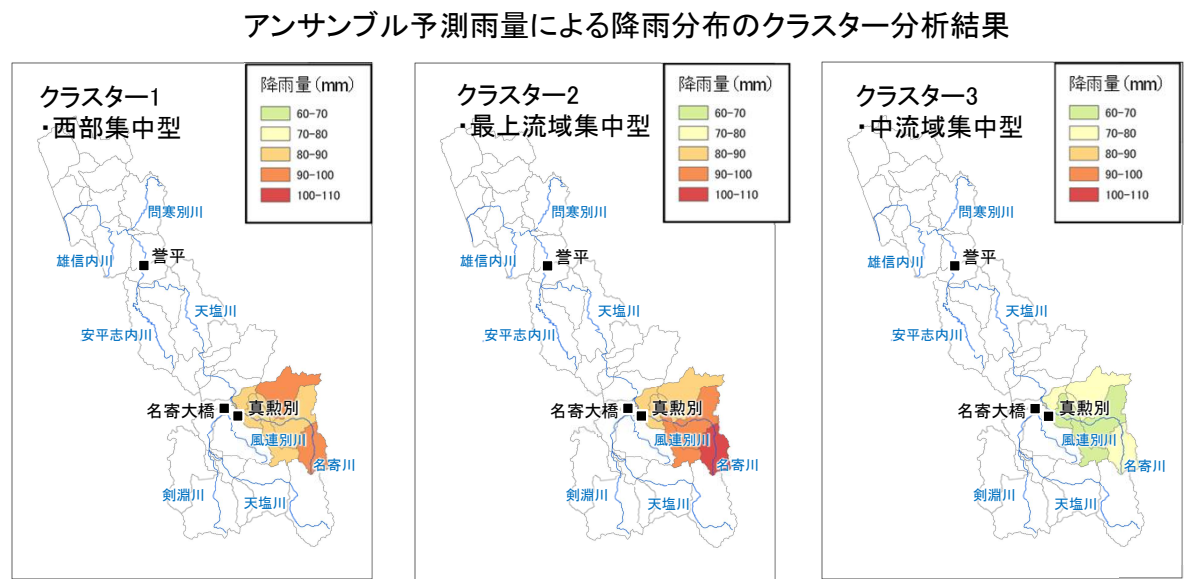 アンサンブル予測雨量による降雨分布のクラスター分析結果
クラスター1
・西部集中型
降雨量(mm)
60-70
70-80
80-90
90-100
100-110
問寒別川
誉平
雄信内川
天塩川
安平志内川
名寄大橋
真勲別
風連別川
名寄川
剣淵川
天塩川
クラスター2
・最上流域集中型
降雨量(mm)
60-70
70-80
80-90
90-100
100-110
問寒別川
誉平
雄信内川
天塩川
安平志内川
名寄大橋
真勲別
風連別川
名寄川
剣淵川
天塩川
クラスター3
・中流域集中型
降雨量(mm)
60-70
70-80
80-90
90-100
100-110
問寒別川
誉平
雄信内川
天塩川
安平志内川
名寄大橋
真勲別
風連別川
名寄川
剣淵川
天塩川